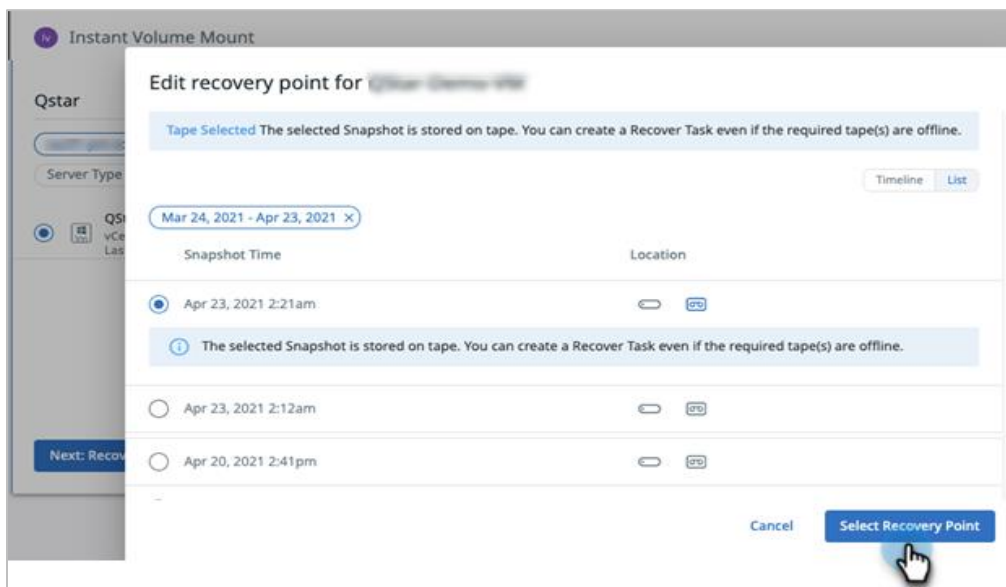 Instant Volume Mount
Edit recovery point for
Qstar
Tape Selected The selected Snapshot is stored on tape. You can create a Recover Task even if the required tape(s) are offline.
Server Type
Timeline List
Mar 24, 2021 - Apr 23, 2021 ×
QSt
vCe
Las
Snapshot Time Location
Apr 23, 2021 2:21am
The selected Snapshot is stored on tape. You can create a Recover Task even if the required tape(s) are offline.
Apr 23, 2021 2:12am
Next: Recov
Apr 20, 2021 2:41pm
Cancel Select Recovery Point